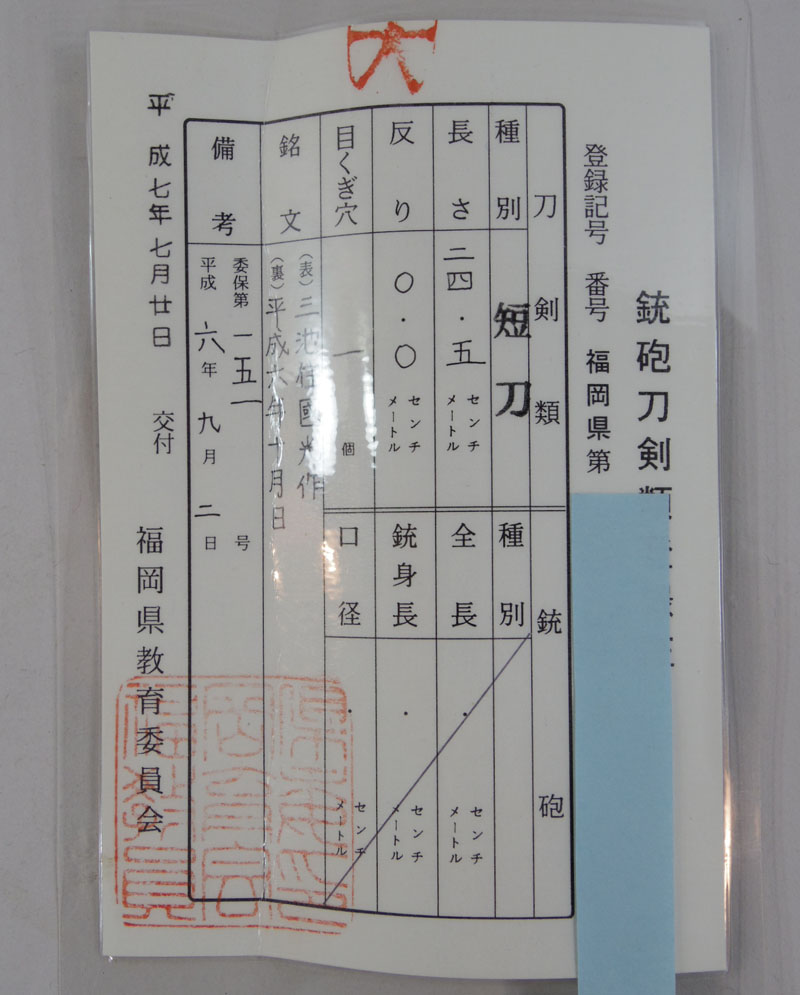 銃砲刀剣類
登録記号 番号 福岡県第
刀剣類
種別 短刀
長さ 二四.五 センチメートル
反り 〇.〇 センチメートル
目くぎ穴 一 個
銘文 (表) 三池信國光作
(裏) 平成六年十月日
備考 委保第 一五一 号
平成 六年 九月 二日
銃砲
種別
全長 . センチメートル
銃身長 . センチメートル
口径 . センチメートル
平成七年七月廿日 交付
福岡県教育委員会